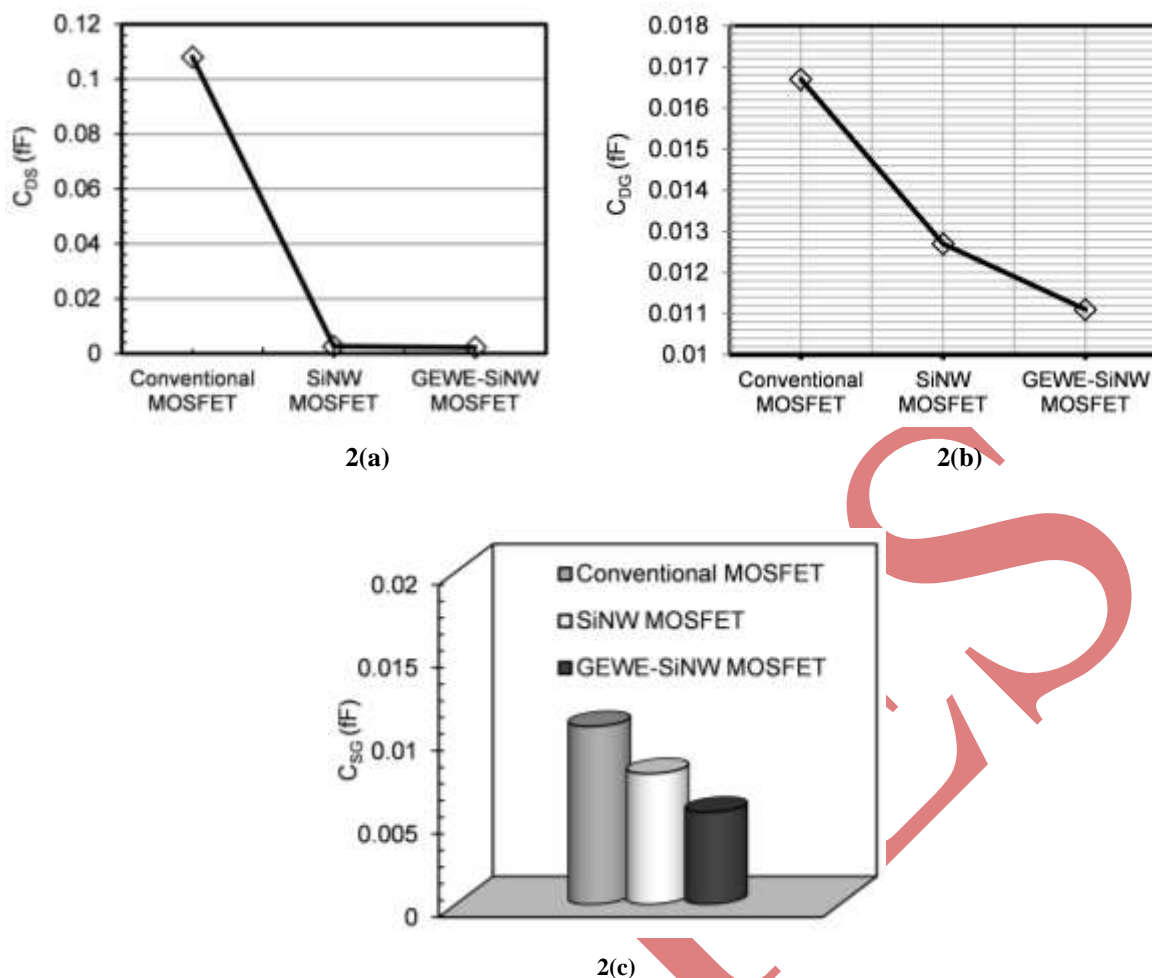 0.12
0.1
0.08
0.06
0.04
0.02
0
C_DS (fF)
Conventional MOSFET
SiNW MOSFET
GEWE-SiNW MOSFET
2(a)
0.018
0.017
0.016
0.015
0.014
0.013
0.012
0.011
0.01
C_DG (fF)
Conventional MOSFET
SiNW MOSFET
GEWE-SiNW MOSFET
2(b)
0.02
0.015
0.01
0.005
0
C_SG (fF)
Conventional MOSFET
SiNW MOSFET
GEWE-SiNW MOSFET
2(c)